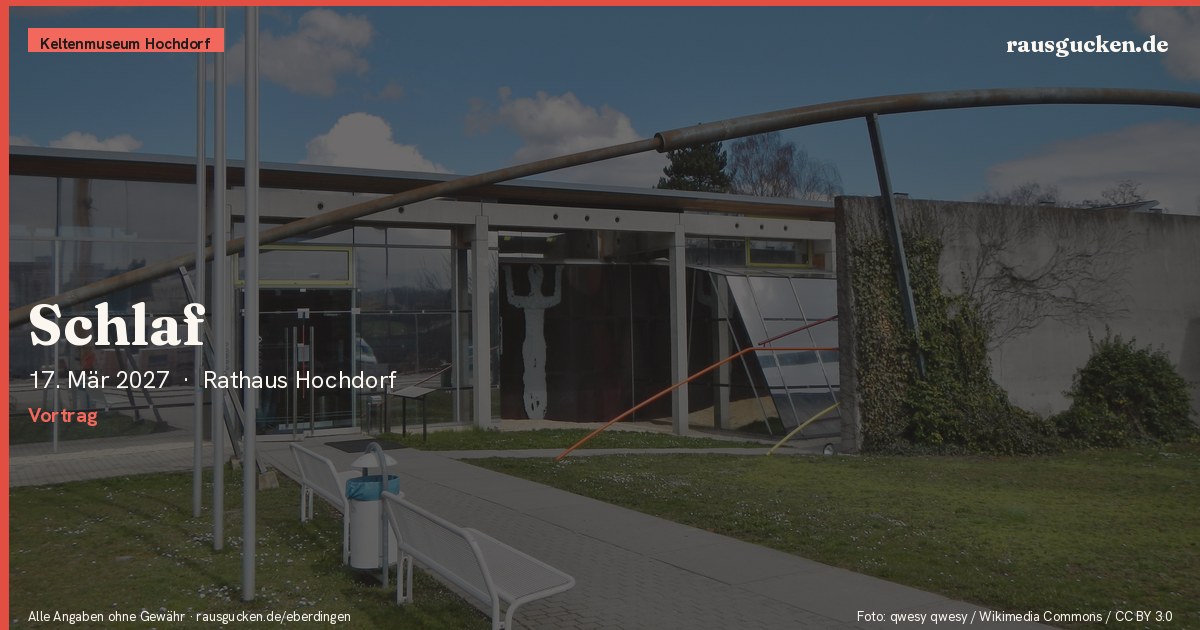 Keltenmuseum Hochdorf
rausgucken.de
Schlaf
17. Mär 2027 · Rathaus Hochdorf
Vortrag
Alle Angaben ohne Gewähr · rausgucken.de/eberdingen
Foto: qwesy qwesy / Wikimedia Commons / CC BY 3.0